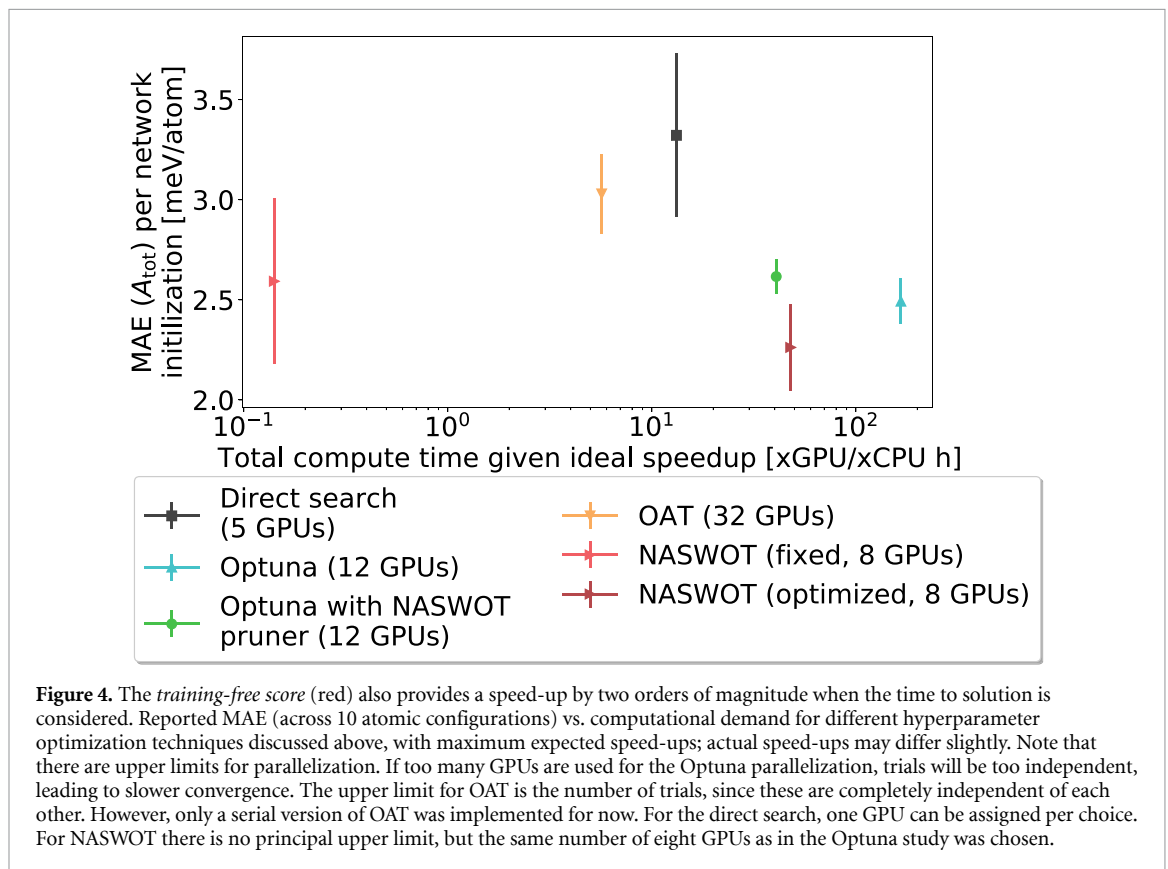 MAE (A_tot) per network
initilization [meV/atom]
3.5
3.0
2.5
2.0
10^−1
10^0
10^1
10^2
Total compute time given ideal speedup [xGPU/xCPU h]
Direct search
(5 GPUs)
Optuna (12 GPUs)
Optuna with NASWOT
pruner (12 GPUs)
OAT (32 GPUs)
NASWOT (fixed, 8 GPUs)
NASWOT (optimized, 8 GPUs)
Figure 4. The training-free score (red) also provides a speed-up by two orders of magnitude when the time to solution is
considered. Reported MAE (across 10 atomic configurations) vs. computational demand for different hyperparameter
optimization techniques discussed above, with maximum expected speed-ups; actual speed-ups may differ slightly. Note that
there are upper limits for parallelization. If too many GPUs are used for the Optuna parallelization, trials will be too independent,
leading to slower convergence. The upper limit for OAT is the number of trials, since these are completely independent of each
other. However, only a serial version of OAT was implemented for now. For the direct search, one GPU can be assigned per choice.
For NASWOT there is no principal upper limit, but the same number of eight GPUs as in the Optuna study was chosen.